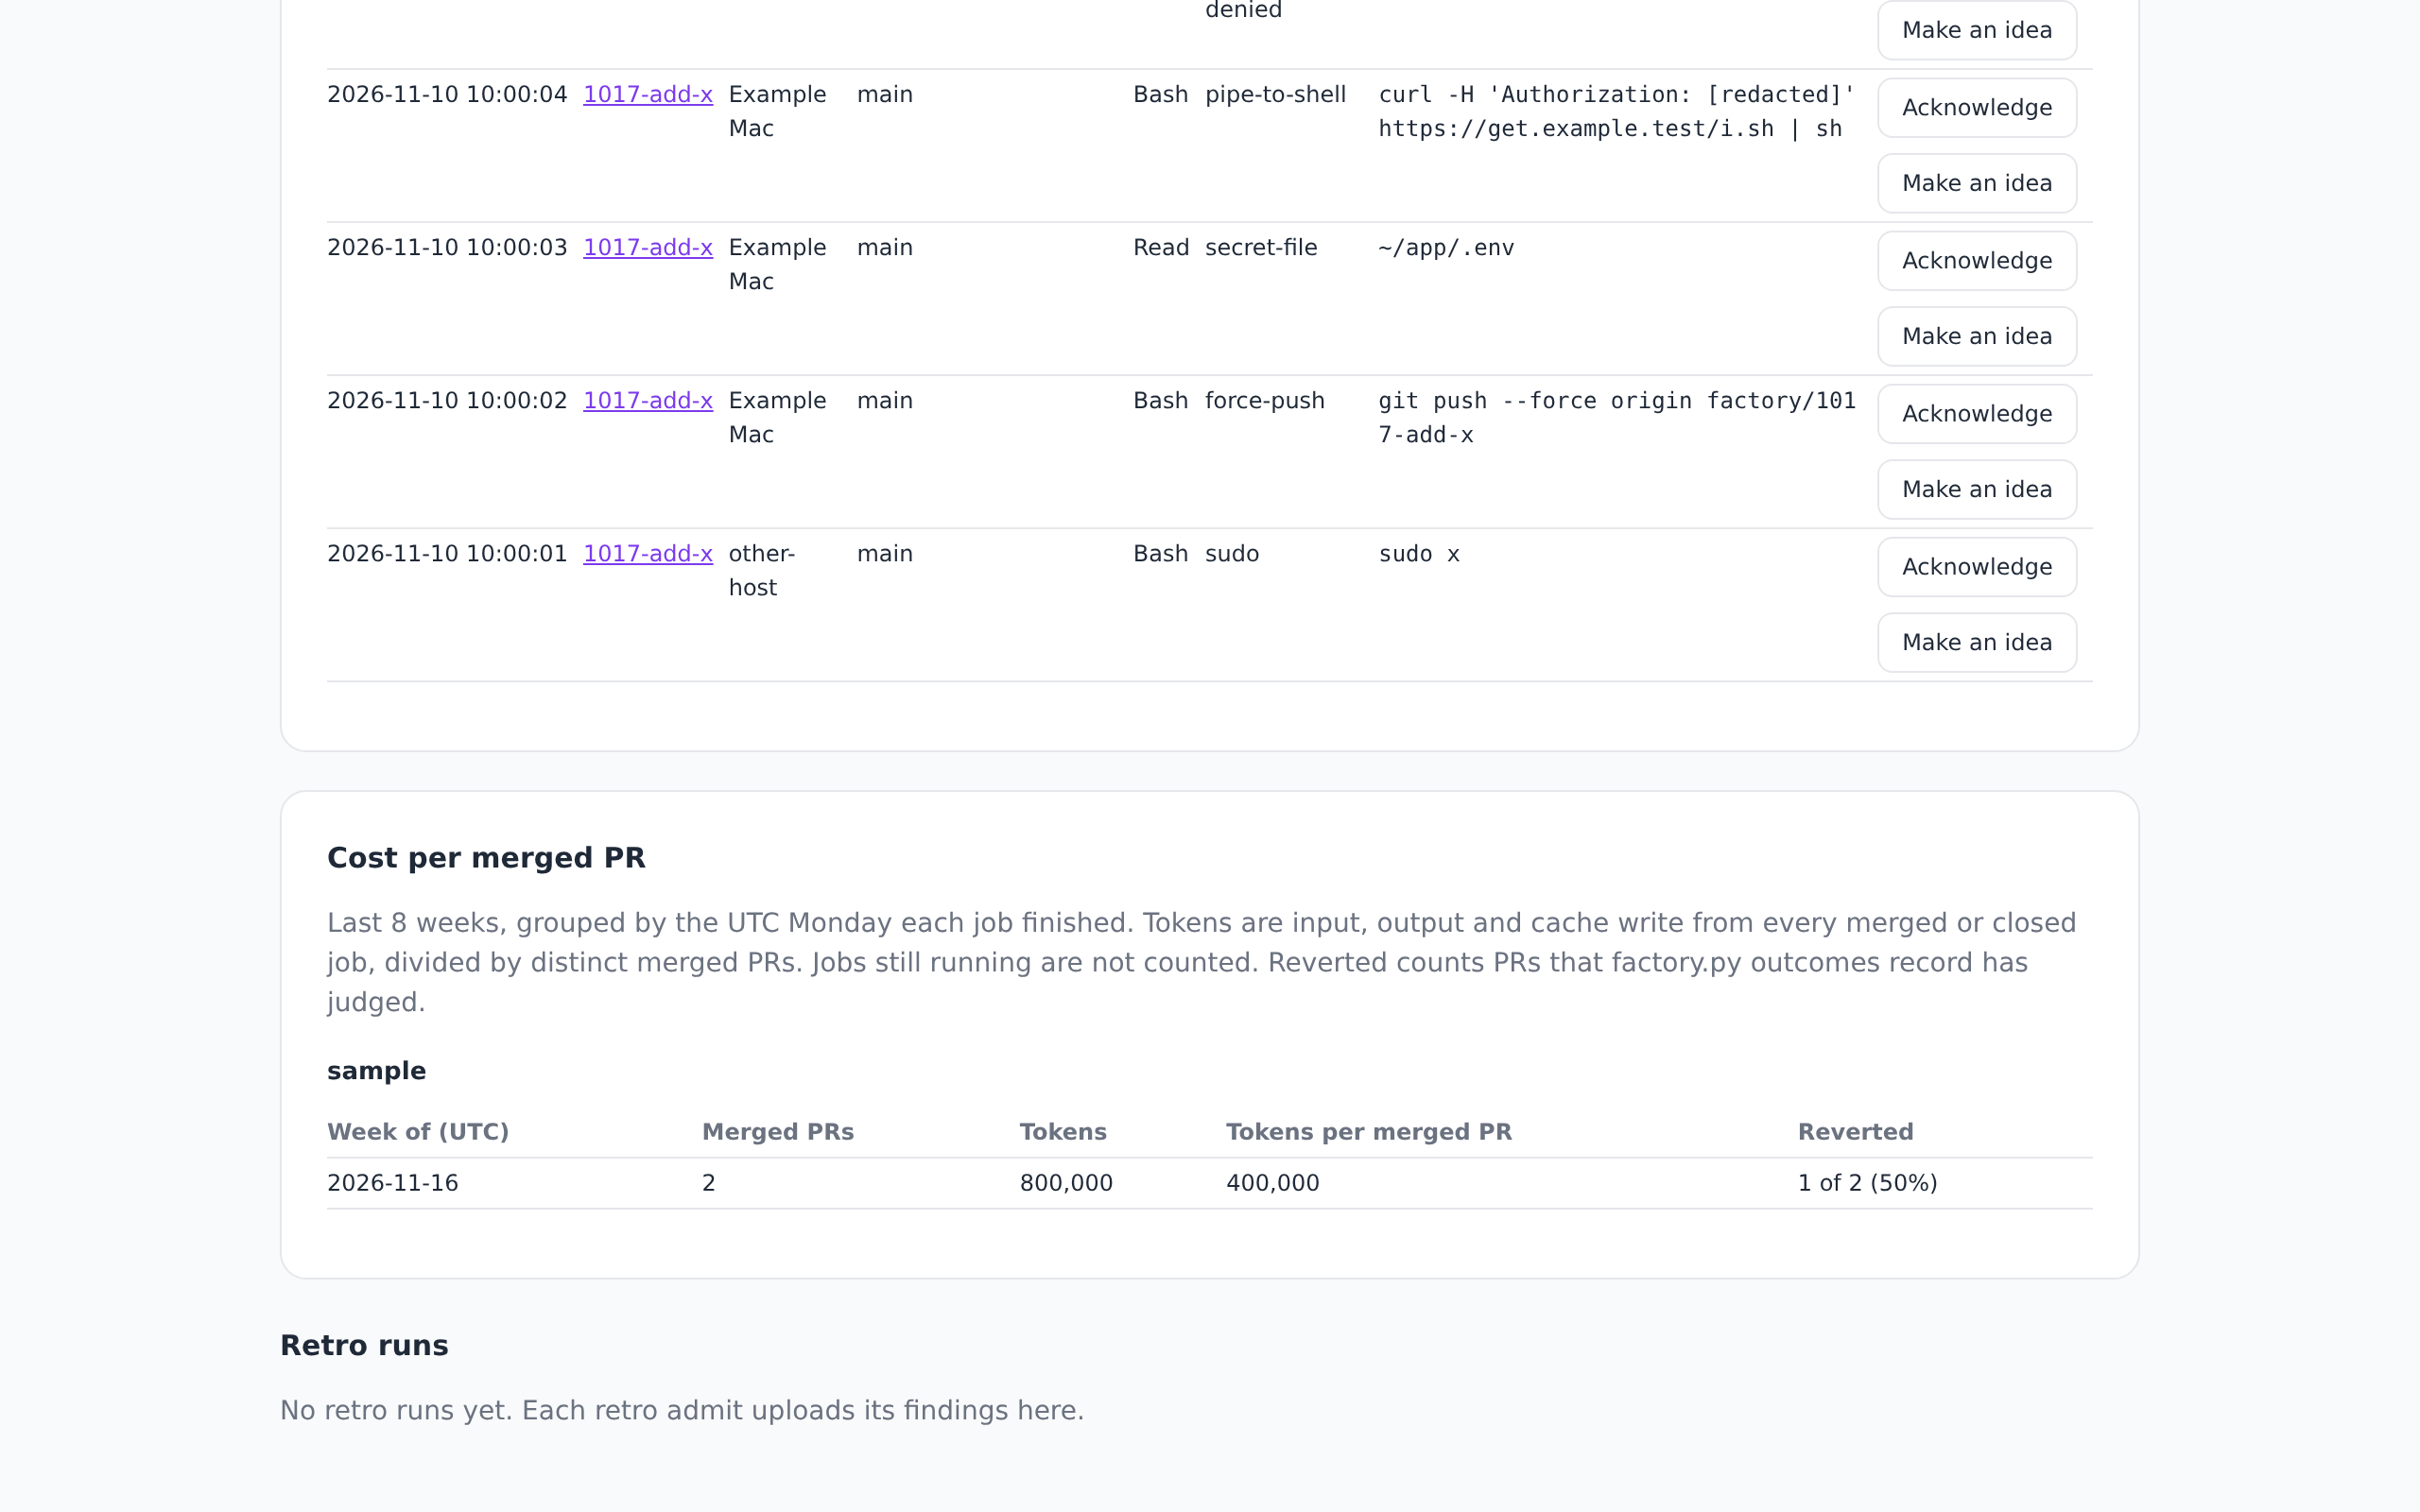 denied
Make an idea
2026-11-10 10:00:04 1017-add-x Example main Bash pipe-to-shell curl -H 'Authorization: [redacted]' Acknowledge
Mac https://get.example.test/i.sh | sh
Make an idea
2026-11-10 10:00:03 1017-add-x Example main Read secret-file ~/app/.env Acknowledge
Mac
Make an idea
2026-11-10 10:00:02 1017-add-x Example main Bash force-push git push --force origin factory/101 Acknowledge
Mac 7-add-x
Make an idea
2026-11-10 10:00:01 1017-add-x other- main Bash sudo sudo x Acknowledge
host
Make an idea
Cost per merged PR
Last 8 weeks, grouped by the UTC Monday each job finished. Tokens are input, output and cache write from every merged or closed
job, divided by distinct merged PRs. Jobs still running are not counted. Reverted counts PRs that factory.py outcomes record has
judged.
sample
Week of (UTC) Merged PRs Tokens Tokens per merged PR Reverted
2026-11-16 2 800,000 400,000 1 of 2 (50%)
Retro runs
No retro runs yet. Each retro admit uploads its findings here.